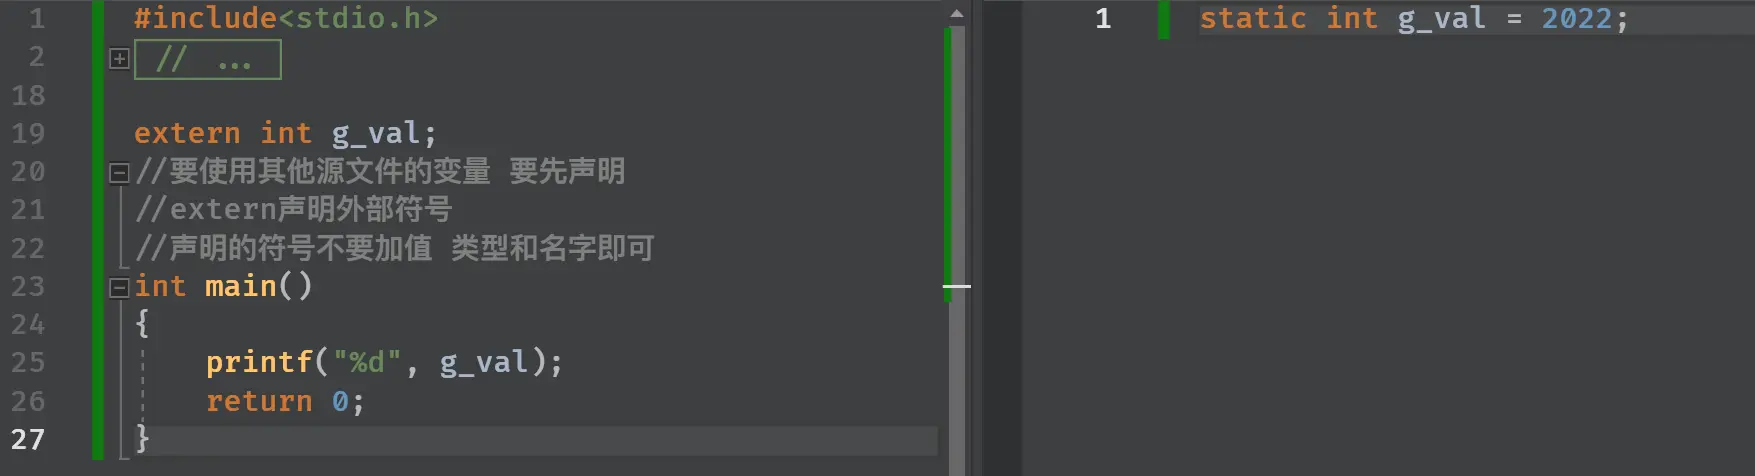 1 #include<stdio.h>
2 // ...
18
19 extern int g_val;
20 //要使用其他源文件的变量 要先声明
21 //extern声明外部符号
22 //声明的符号不要加值 类型和名字即可
23 int main()
24 {
25 printf("%d", g_val);
26 return 0;
27 }
1 static int g_val = 2022;